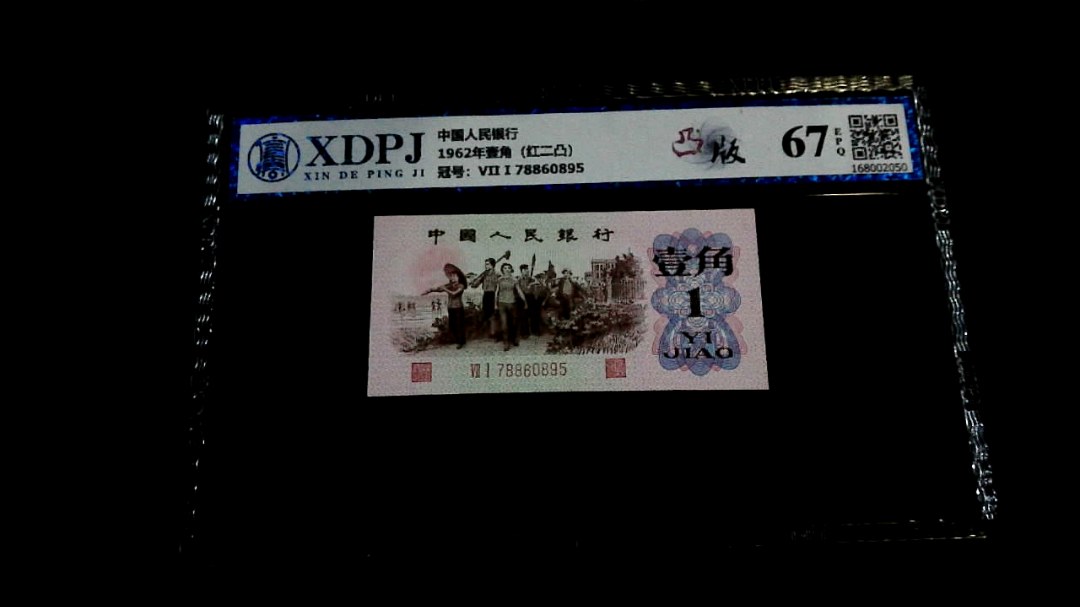 XDPJ
XIN DE PING JI
中国人民银行
1962年壹角（红二凸）
冠号：VII I 78860895
凸版
67
EPQ
168002050
中國人民銀行
壹角
1
YI
JIAO
VII I 78860895